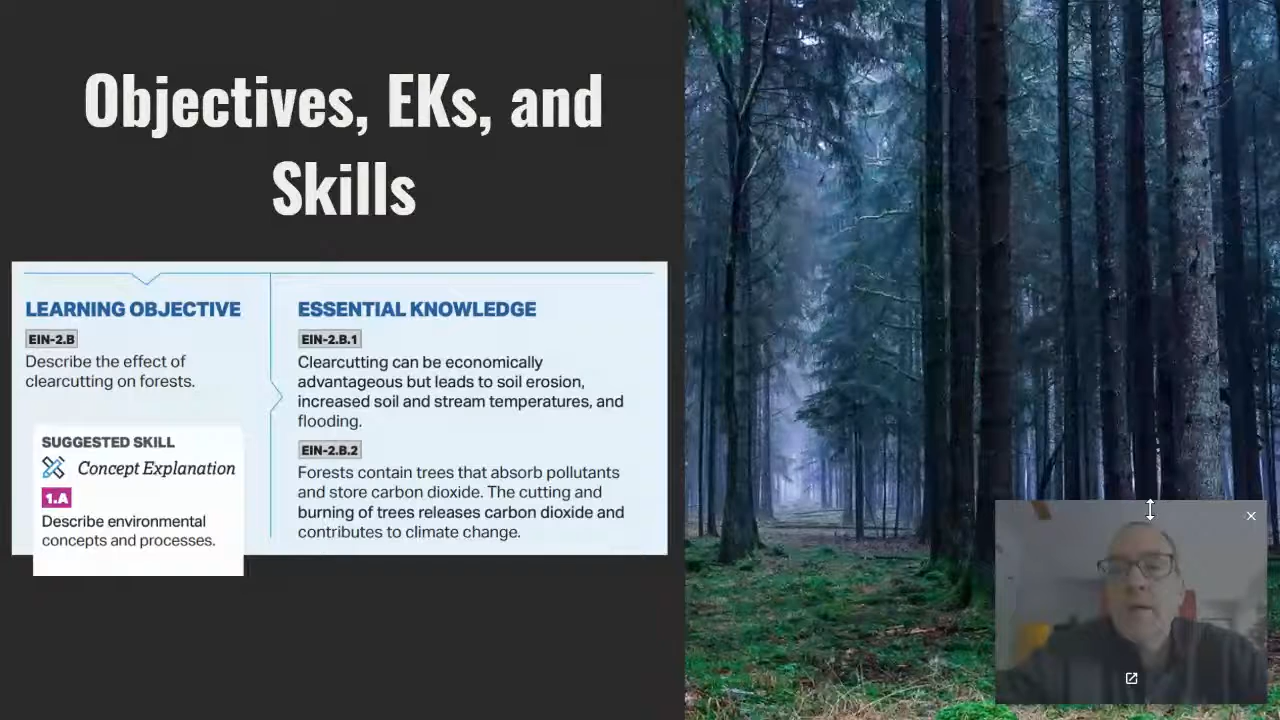 Objectives, EKs, and
Skills
LEARNING OBJECTIVE
EIN-2.B
Describe the effect of
clearcutting on forests.
SUGGESTED SKILL
Concept Explanation
1.A
Describe environmental
concepts and processes.
ESSENTIAL KNOWLEDGE
EIN-2.B.1
Clearcutting can be economically
advantageous but leads to soil erosion,
increased soil and stream temperatures, and
flooding.
EIN-2.B.2
Forests contain trees that absorb pollutants
and store carbon dioxide. The cutting and
burning of trees releases carbon dioxide and
contributes to climate change.